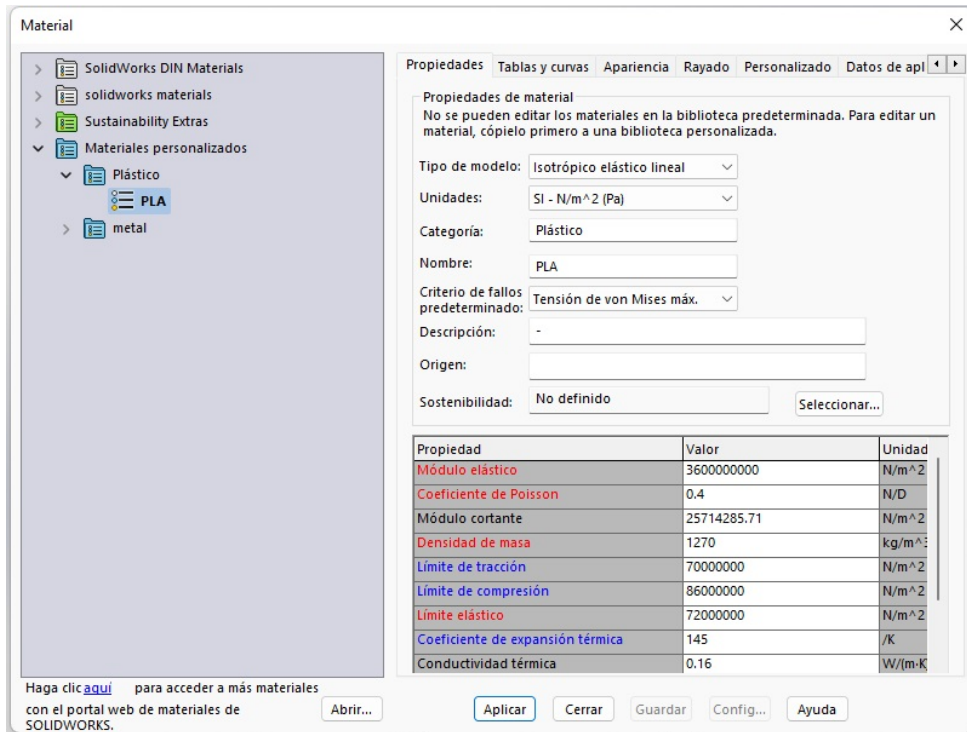 Material
SolidWorks DIN Materials
solidworks materials
Sustainability Extras
Materiales personalizados
Plástico
PLA
metal
Haga clic aquí para acceder a más materiales
con el portal web de materiales de
SOLIDWORKS.
Abrir...
Propiedades Tablas y curvas Apariencia Rayado Personalizado Datos de apl
Propiedades de material
No se pueden editar los materiales en la biblioteca predeterminada. Para editar un
material, cópielo primero a una biblioteca personalizada.
Tipo de modelo: Isotrópico elástico lineal
Unidades: SI - N/m^2 (Pa)
Categoría: Plástico
Nombre: PLA
Criterio de fallos
predeterminado: Tensión de von Mises máx.
Descripción: -
Origen:
Sostenibilidad: No definido Seleccionar...
Propiedad Valor Unidad
Módulo elástico 3600000000 N/m^2
Coeficiente de Poisson 0.4 N/D
Módulo cortante 25714285.71 N/m^2
Densidad de masa 1270 kg/m^3
Límite de tracción 70000000 N/m^2
Límite de compresión 86000000 N/m^2
Límite elástico 72000000 N/m^2
Coeficiente de expansión térmica 145 /K
Conductividad térmica 0.16 W/(m·K
Aplicar Cerrar Guardar Config... Ayuda